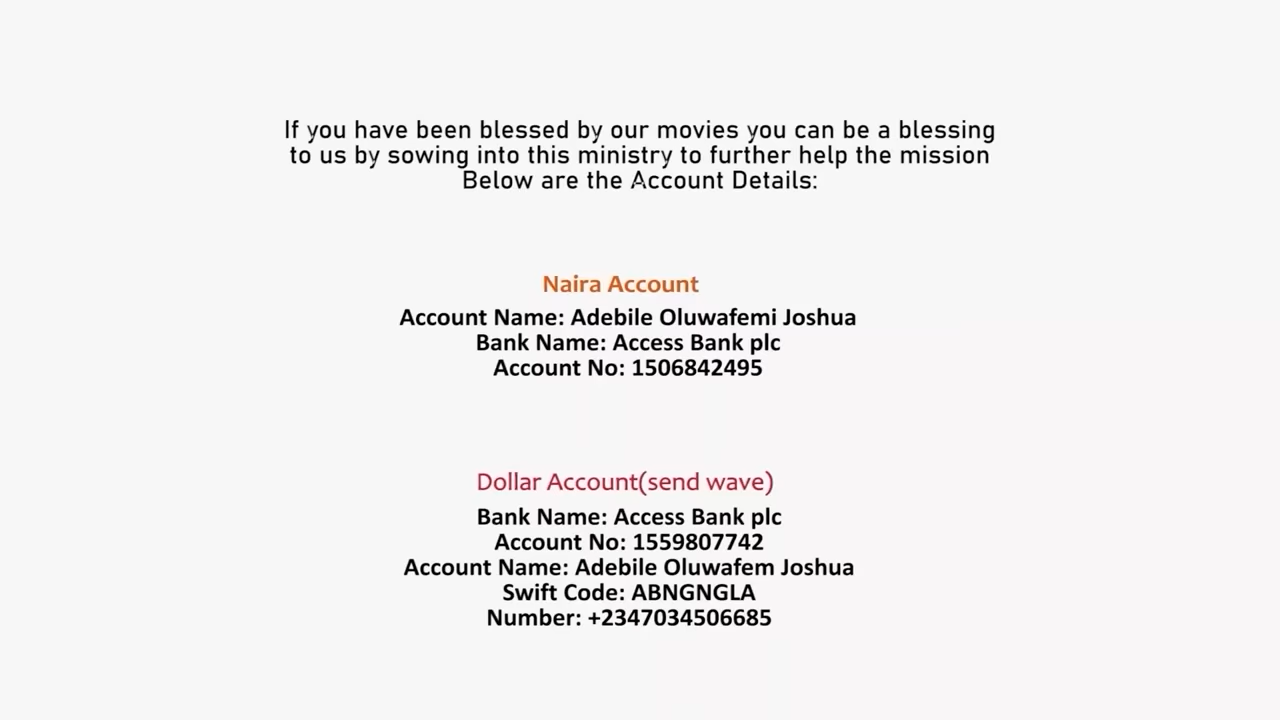 If you have been blessed by our movies you can be a blessing
to us by sowing into this ministry to further help the mission
Below are the Account Details:
Naira Account
Account Name: Adebile Oluwafemi Joshua
Bank Name: Access Bank plc
Account No: 1506842495
Dollar Account(send wave)
Bank Name: Access Bank plc
Account No: 1559807742
Account Name: Adebile Oluwafem Joshua
Swift Code: ABNGNGLA
Number: +2347034506685